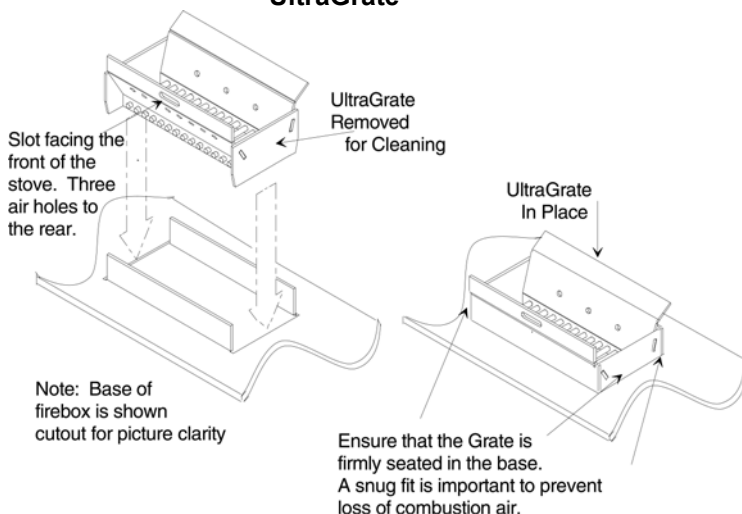 UltraGrate
Slot facing the
front of the
stove. Three
air holes to
the rear.
UltraGrate
Removed
for Cleaning
UltraGrate
In Place
Note: Base of
firebox is shown
cutout for picture clarity
Ensure that the Grate is
firmly seated in the base.
A snug fit is important to prevent
loss of combustion air.